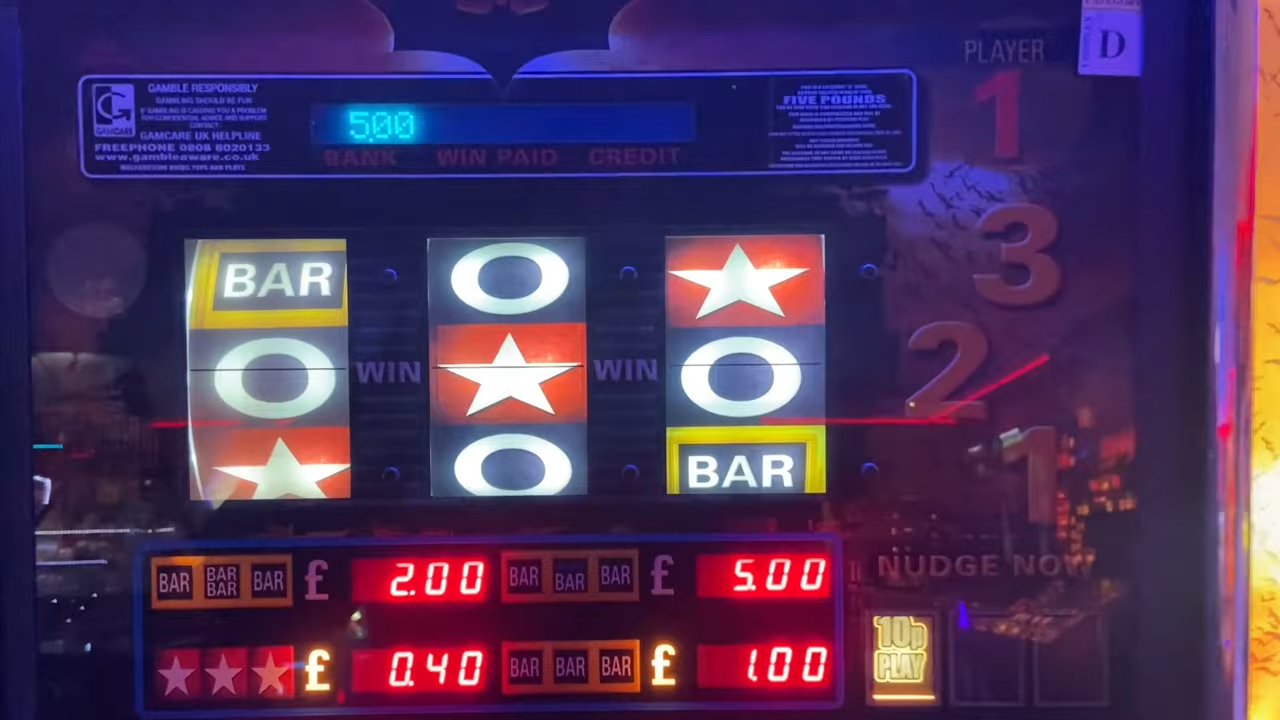 PLAYER
D
1
GAMBLE RESPONSIBLY
GAMBLING SHOULD BE FUN
IF GAMBLING IS CAUSING YOU A PROBLEM
FOR CONFIDENTIAL ADVICE AND SUPPORT
CONTACT:
GAMCARE UK HELPLINE
FREEPHONE 0808 8020133
www.gambleaware.co.uk
GAMCARE
500
BANK WIN PAID CREDIT
FIVE POUNDS
BAR
3
WIN WIN
2
BAR
1
NUDGE NOW
BAR BAR BAR BAR £ 2.00 BAR BAR BAR £ 5.00
£ 0.40 BAR BAR BAR £ 1.00
10p
PLAY